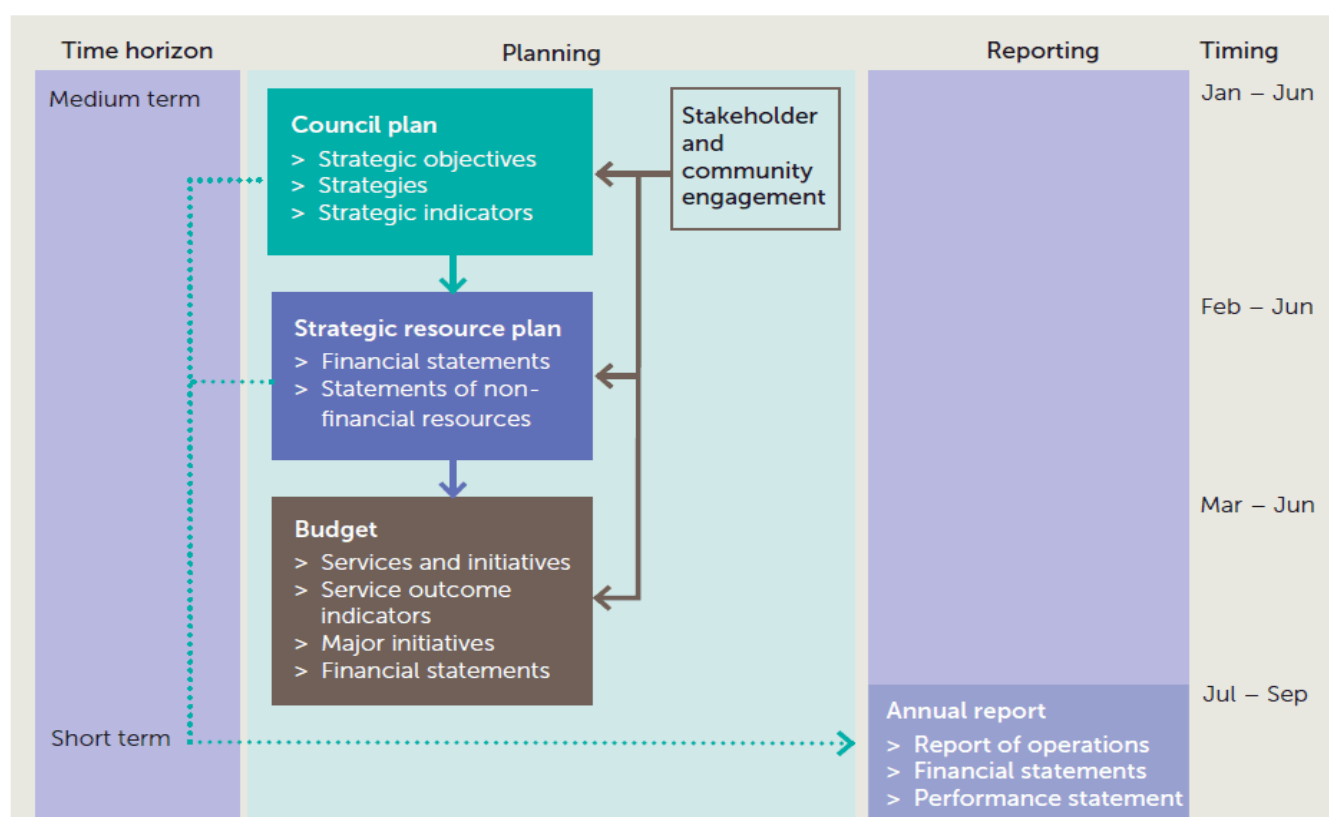 Time horizon
Planning
Reporting
Timing
Medium term
Jan – Jun
Council plan
> Strategic objectives
> Strategies
> Strategic indicators
Stakeholder
and
community
engagement
Feb – Jun
Strategic resource plan
> Financial statements
> Statements of non-
financial resources
Mar – Jun
Budget
> Services and initiatives
> Service outcome
indicators
> Major initiatives
> Financial statements
Jul – Sep
Short term
Annual report
> Report of operations
> Financial statements
> Performance statement